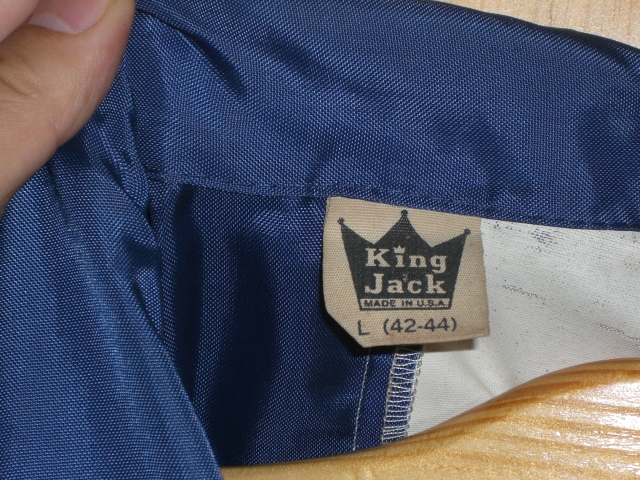 King
Jack
MADE IN U.S.A.
L (42-44)